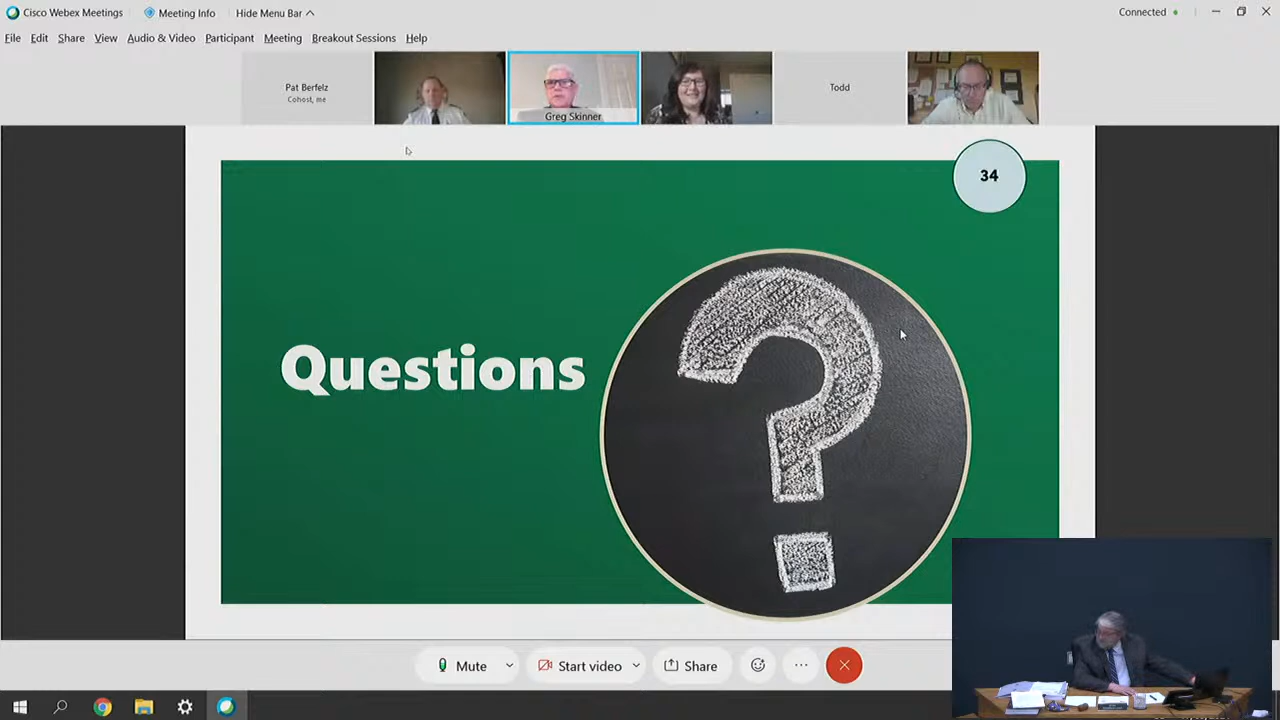 Cisco Webex Meetings
Meeting Info
Hide Menu Bar
Connected
File Edit Share View Audio & Video Participant Meeting Breakout Sessions Help
Pat Berfelz
Cohost, me
Greg Skinner
Todd
34
Questions
Mute
Start video
Share